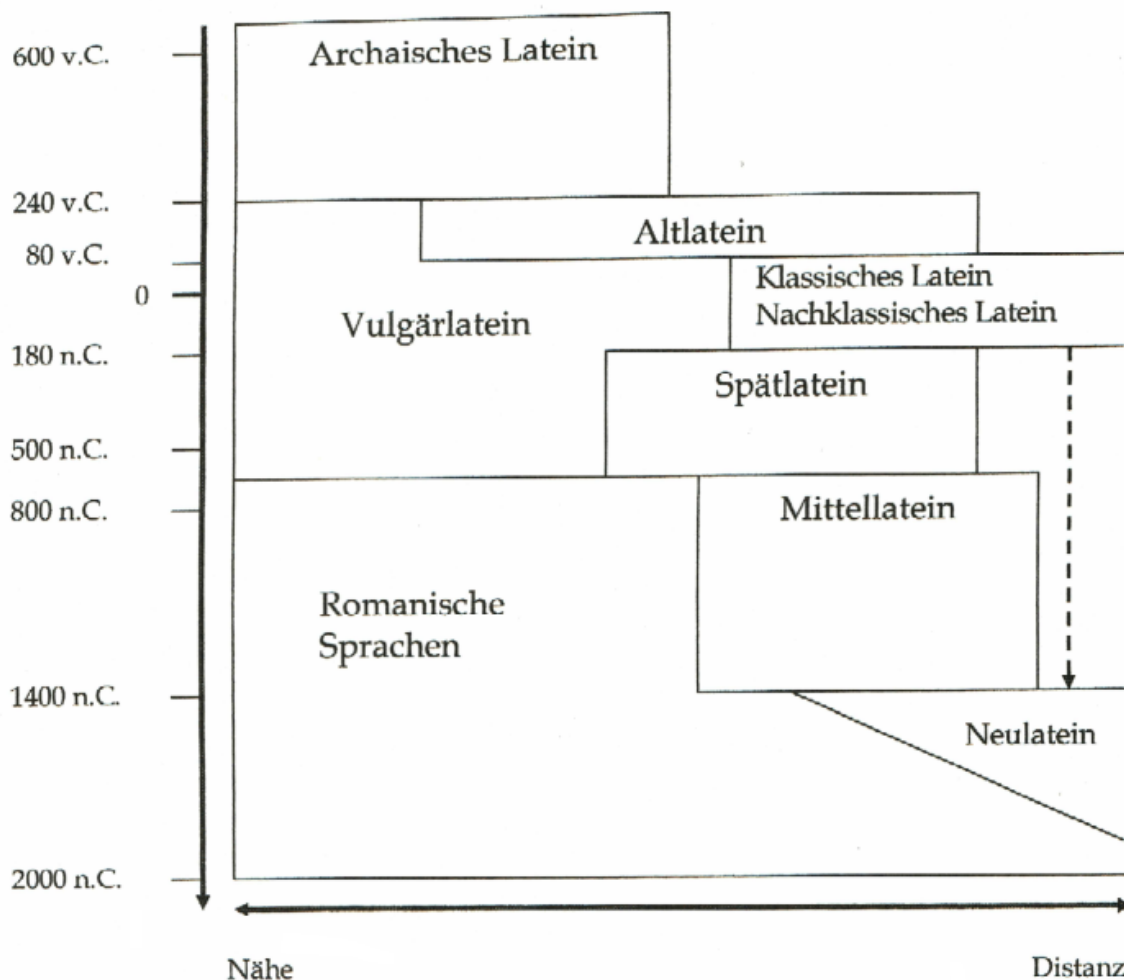 600 v.C.
Archaisches Latein
240 v.C.
Altlatein
80 v.C.
Klassisches Latein
0
Nachklassisches Latein
Vulgärlatein
180 n.C.
Spätlatein
500 n.C.
800 n.C.
Mittellatein
Romanische
Sprachen
1400 n.C.
Neulatein
2000 n.C.
Nähe
Distanz